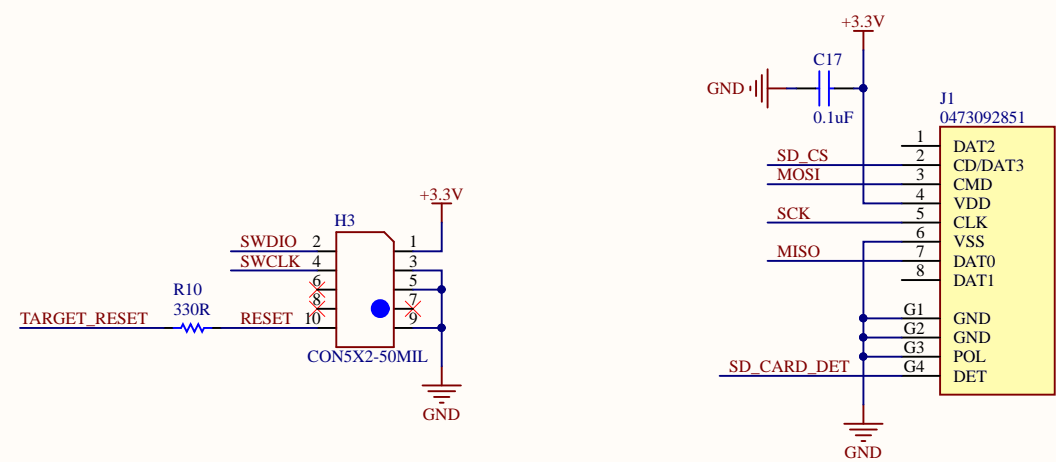 +3.3V
C17
GND
0.1uF
J1
0473092851
1 DAT2
SD_CS 2 CD/DAT3
MOSI 3 CMD
4 VDD
SCK 5 CLK
6 VSS
MISO 7 DAT0
8 DAT1
G1 GND
G2 GND
G3 POL
SD_CARD_DET G4 DET
GND
+3.3V
H3
SWDIO 2 1
SWCLK 4 3
6 5
8 7
R10
330R
TARGET_RESET RESET 10 9
CON5X2-50MIL
GND